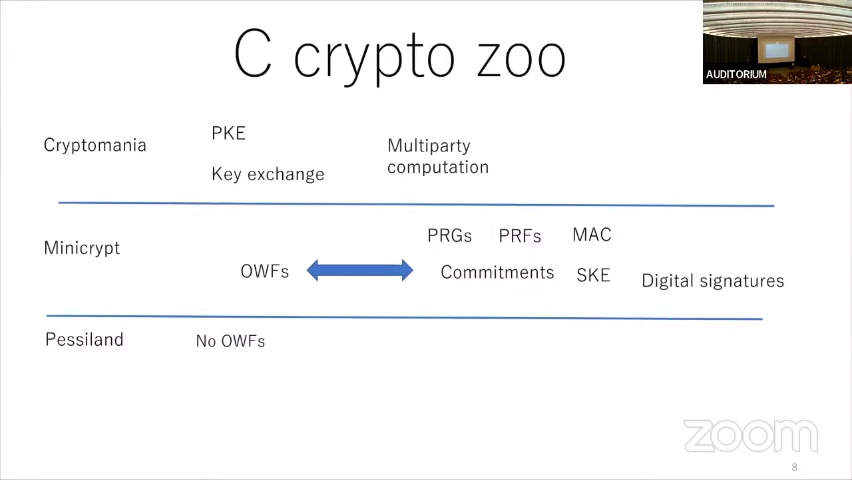 C crypto zoo
AUDITORIUM
Cryptomania
PKE
Key exchange
Multiparty
computation
Minicrypt
OWFs
PRGs
PRFs
MAC
Commitments
SKE
Digital signatures
Pessiland
No OWFs
zoom
8